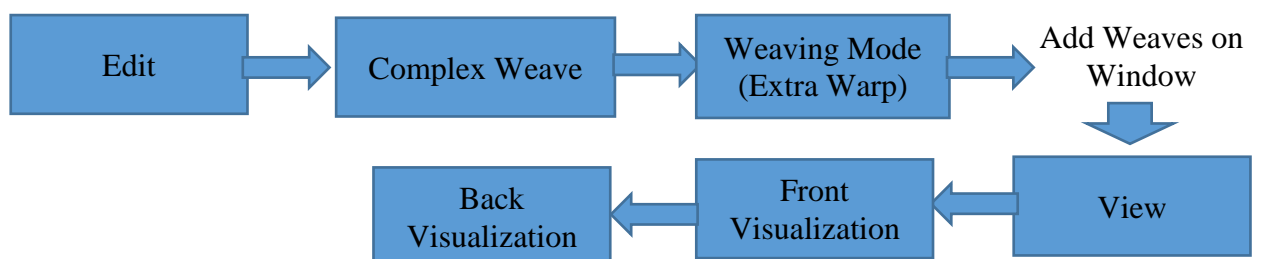 Edit
Complex Weave
Weaving Mode
(Extra Warp)
Add Weaves on
Window
View
Front
Visualization
Back
Visualization